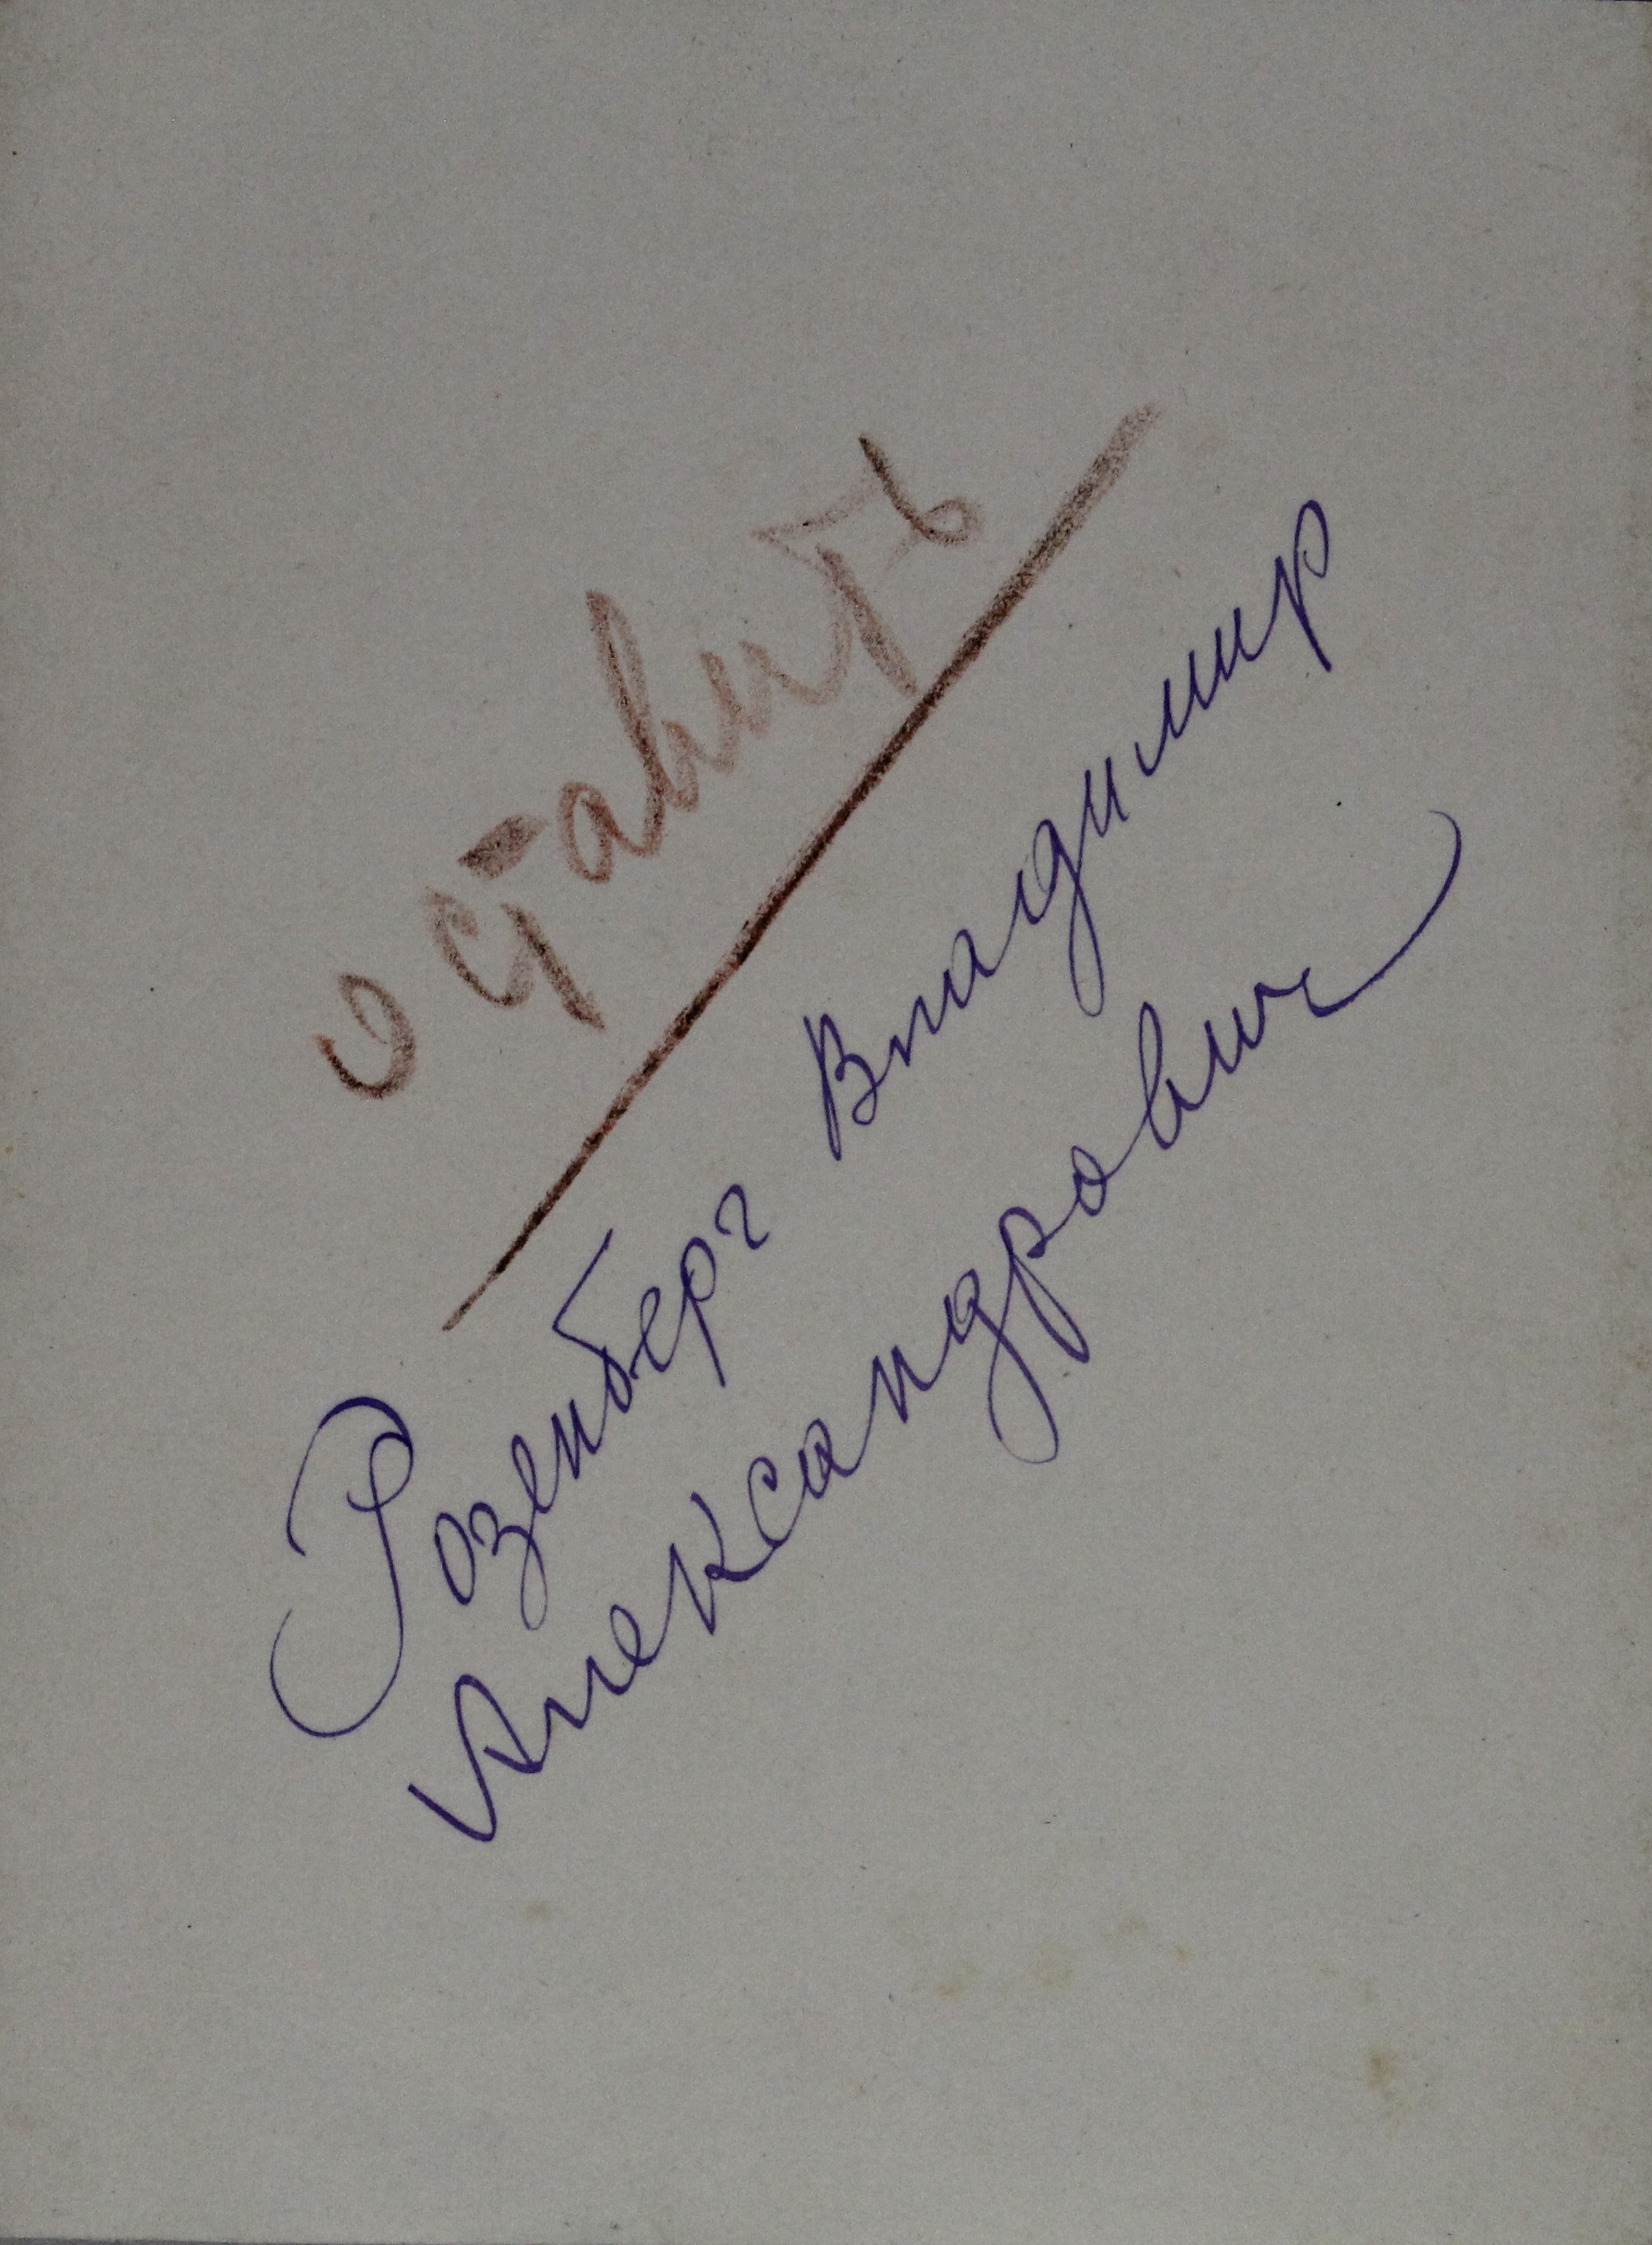 оставить
Розенберг Владимир
Александрович